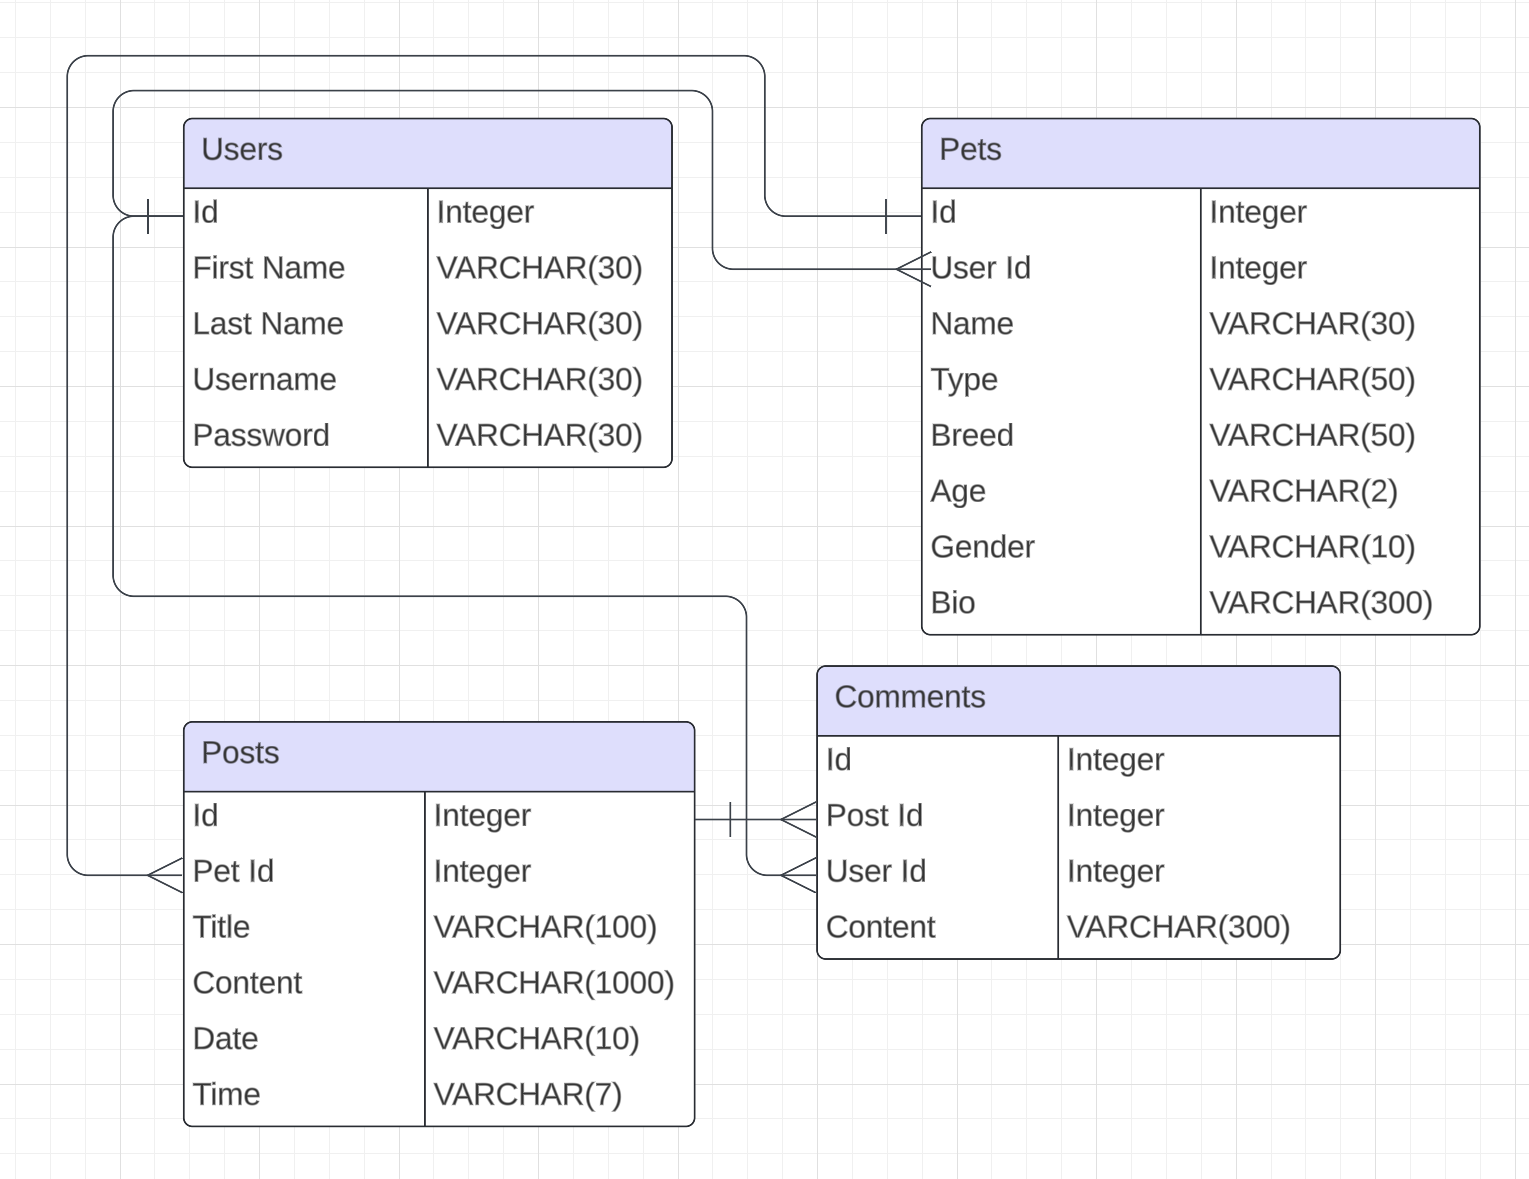 Users
Id Integer
First Name VARCHAR(30)
Last Name VARCHAR(30)
Username VARCHAR(30)
Password VARCHAR(30)
Pets
Id Integer
User Id Integer
Name VARCHAR(30)
Type VARCHAR(50)
Breed VARCHAR(50)
Age VARCHAR(2)
Gender VARCHAR(10)
Bio VARCHAR(300)
Posts
Id Integer
Pet Id Integer
Title VARCHAR(100)
Content VARCHAR(1000)
Date VARCHAR(10)
Time VARCHAR(7)
Comments
Id Integer
Post Id Integer
User Id Integer
Content VARCHAR(300)